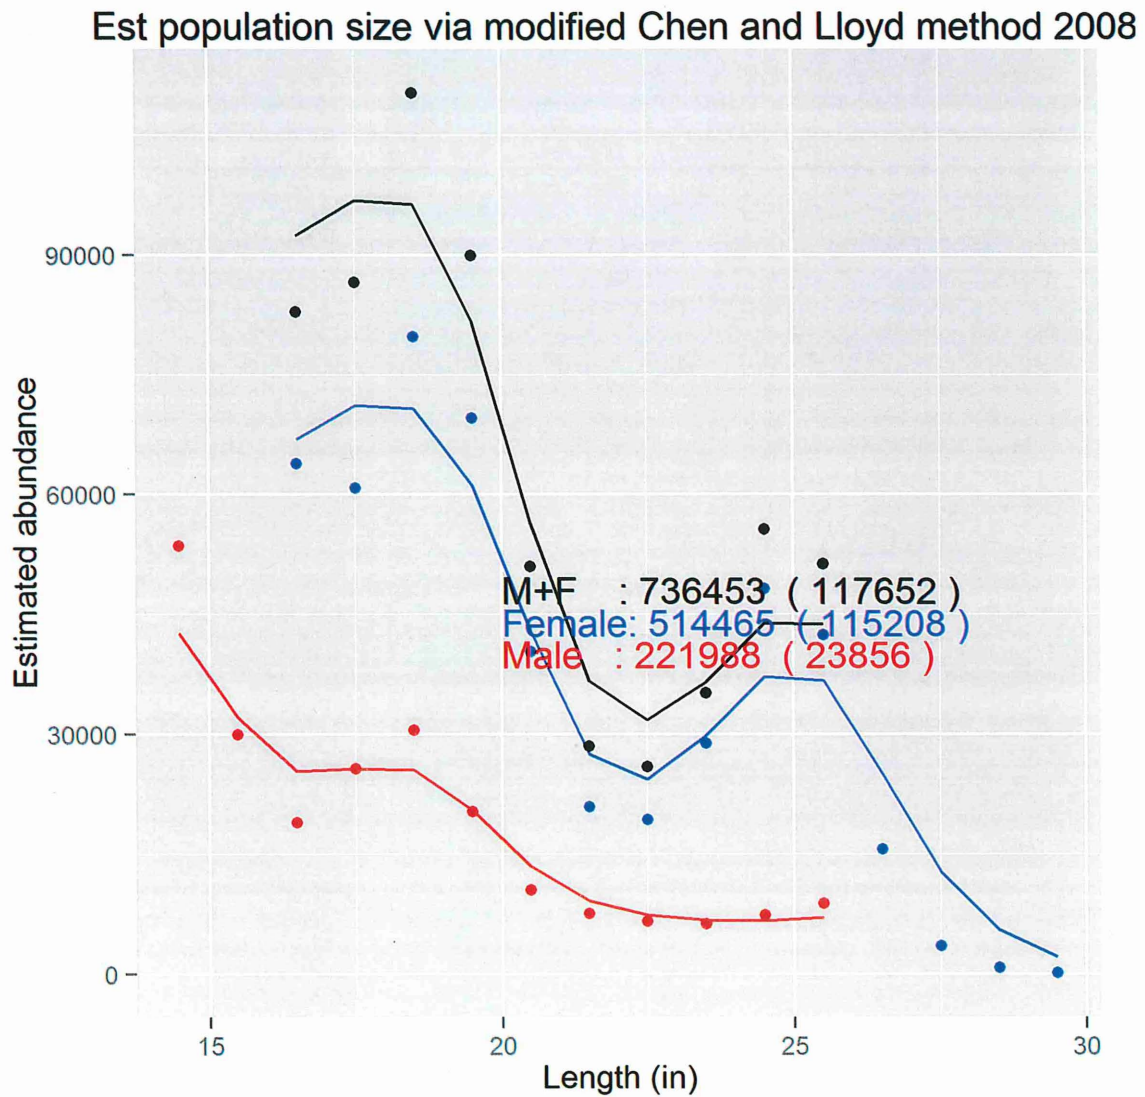 Est population size via modified Chen and Lloyd method 2008
90000
60000
30000
0
Estimated abundance
M+F : 736453 ( 117652 )
Female: 514465 ( 115208 )
Male : 221988 ( 23856 )
15 20 25 30
Length (in)